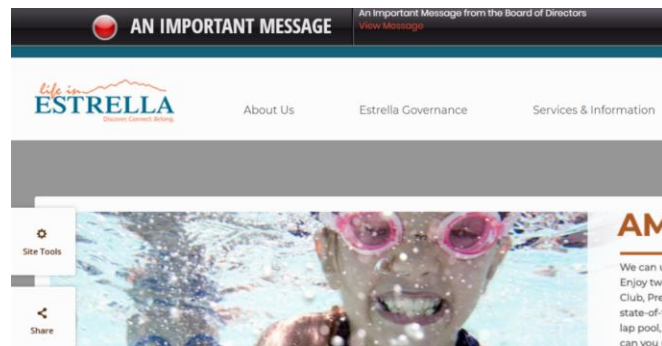 AN IMPORTANT MESSAGE
An Important Message from the Board of Directors
View Message
life in
ESTRELLA
Discover. Connect. Belong.
About Us
Estrella Governance
Services & Information
Site Tools
Share
AM
We can u
Enjoy tw
Club, Pre
state-of-
lap pool,
can you